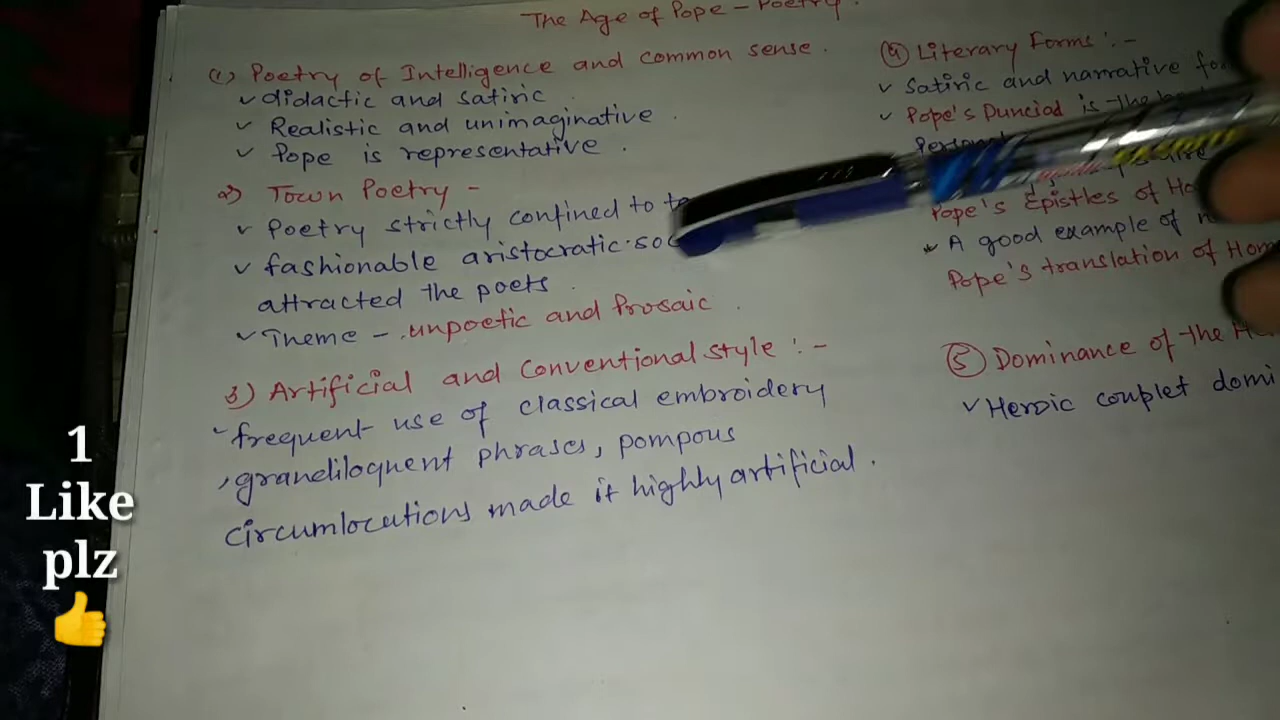 The Age of Pope - Poetry.
(1) Poetry of Intelligence and common sense.
✓ didactic and satiric
✓ Realistic and unimaginative.
✓ Pope is representative.
2) Town Poetry -
✓ Poetry strictly confined to
✓ fashionable aristocratic
attracted the poets
✓ Theme - unpoetic and Prosaic.
3) Artificial and Conventional style :-
frequent use of classical embroidery
, grandiloquent phrases, pompous
circumlocutions made it highly artificial.
(4) Literary Forms :-
✓ Satiric and narrative
✓ Pope's Dunciad is the
Pope's Epistles of
A good example of
Pope's translation of
(5) Dominance of the
✓ Heroic couplet
1
Like
plz
👍